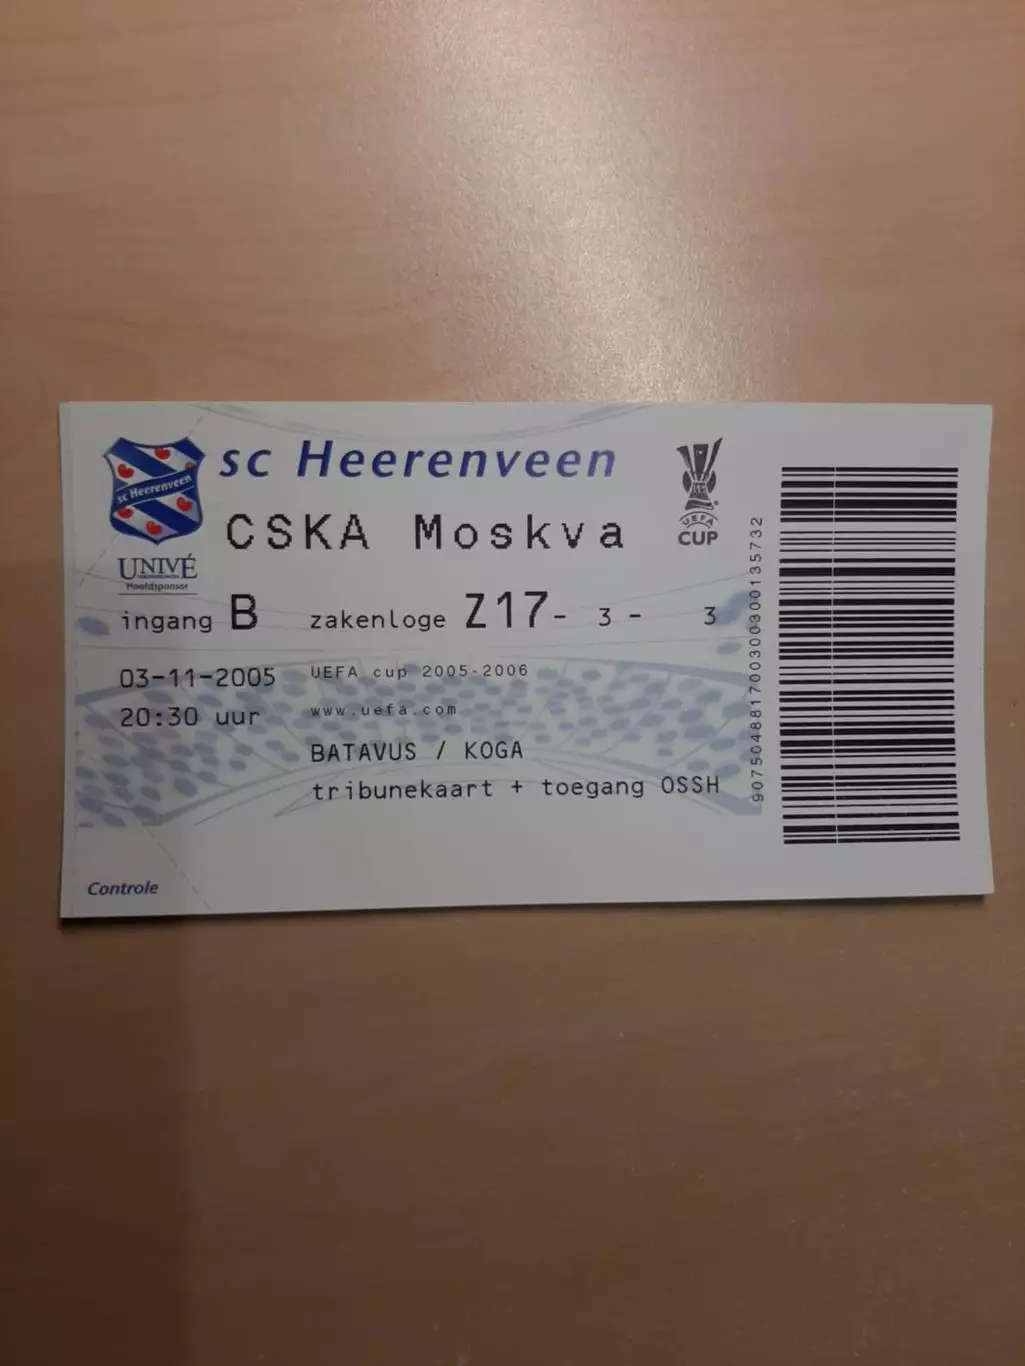 sc Heerenveen
sc Heerenveen
CSKA Moskva
UEFA
CUP
UNIVÉ
Hoofdsponsor
ingang B zakenloge Z17- 3 - 3
03-11-2005 UEFA cup 2005-2006
20:30 uur www.uefa.com
BATAVUS / KOGA
tribunekaart + toegang OSSH
Controle
907504881700300300135732